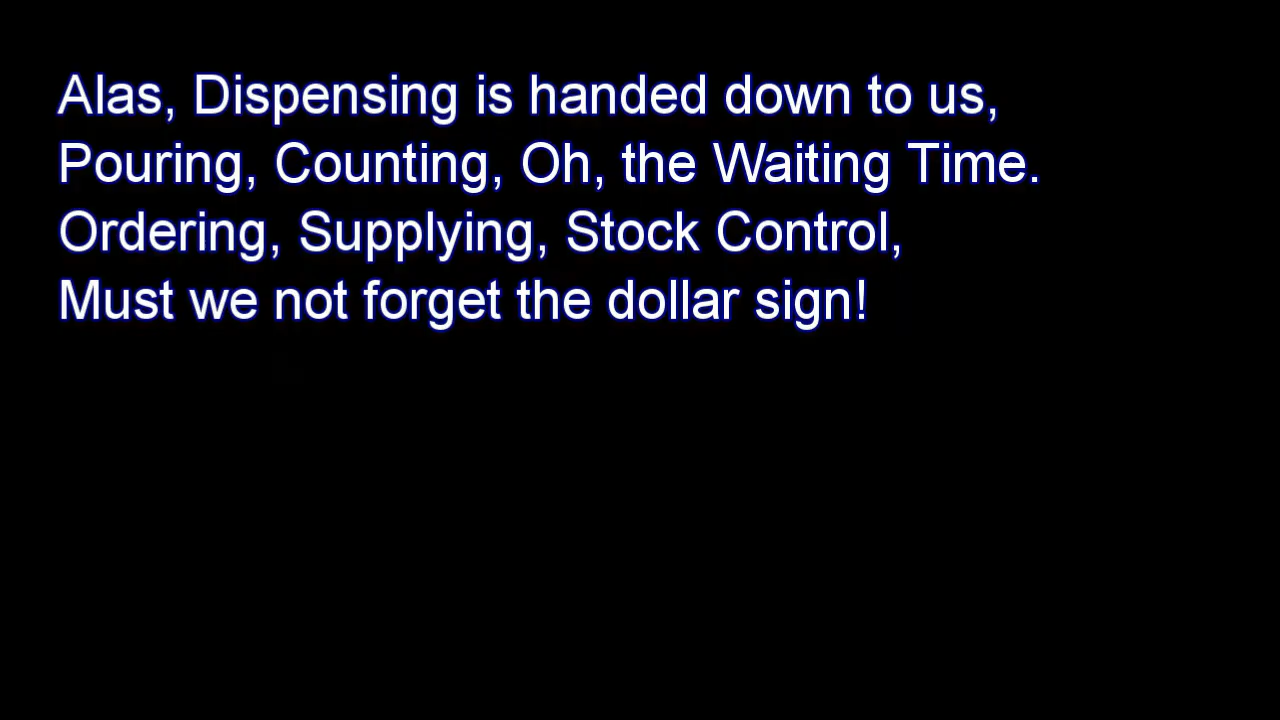 Alas, Dispensing is handed down to us,
Pouring, Counting, Oh, the Waiting Time.
Ordering, Supplying, Stock Control,
Must we not forget the dollar sign!